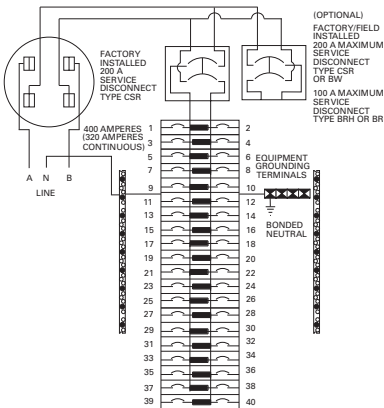 (OPTIONAL)
FACTORY/FIELD
INSTALLED
200 A MAXIMUM
SERVICE
DISCONNECT
TYPE CSR
OR BW
100 A MAXIMUM
SERVICE
DISCONNECT
TYPE BRH OR BR
FACTORY
INSTALLED
200 A
SERVICE
DISCONNECT
TYPE CSR
400 AMPERES
(320 AMPERES
CONTINUOUS)
A N B
LINE
EQUIPMENT
GROUNDING
TERMINALS
BONDED
NEUTRAL
1 2
3 4
5 6
7 8
9 10
11 12
13 14
15 16
17 18
19 20
21 22
23 24
25 26
27 28
29 30
31 32
33 34
35 36
37 38
39 40